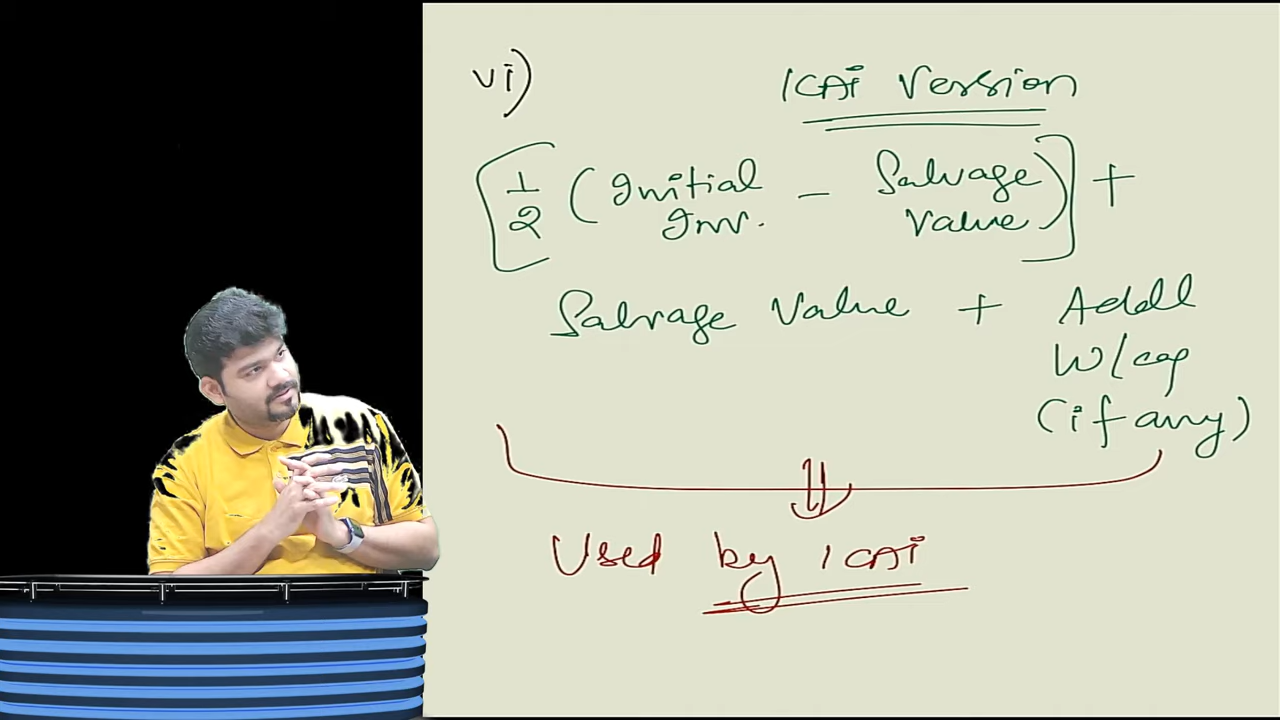 vi)
ICAI Version
[1/2 (Initial Inv. - Salvage Value)] +
Salvage Value + Addl W/cap (if any)
Used by ICAI